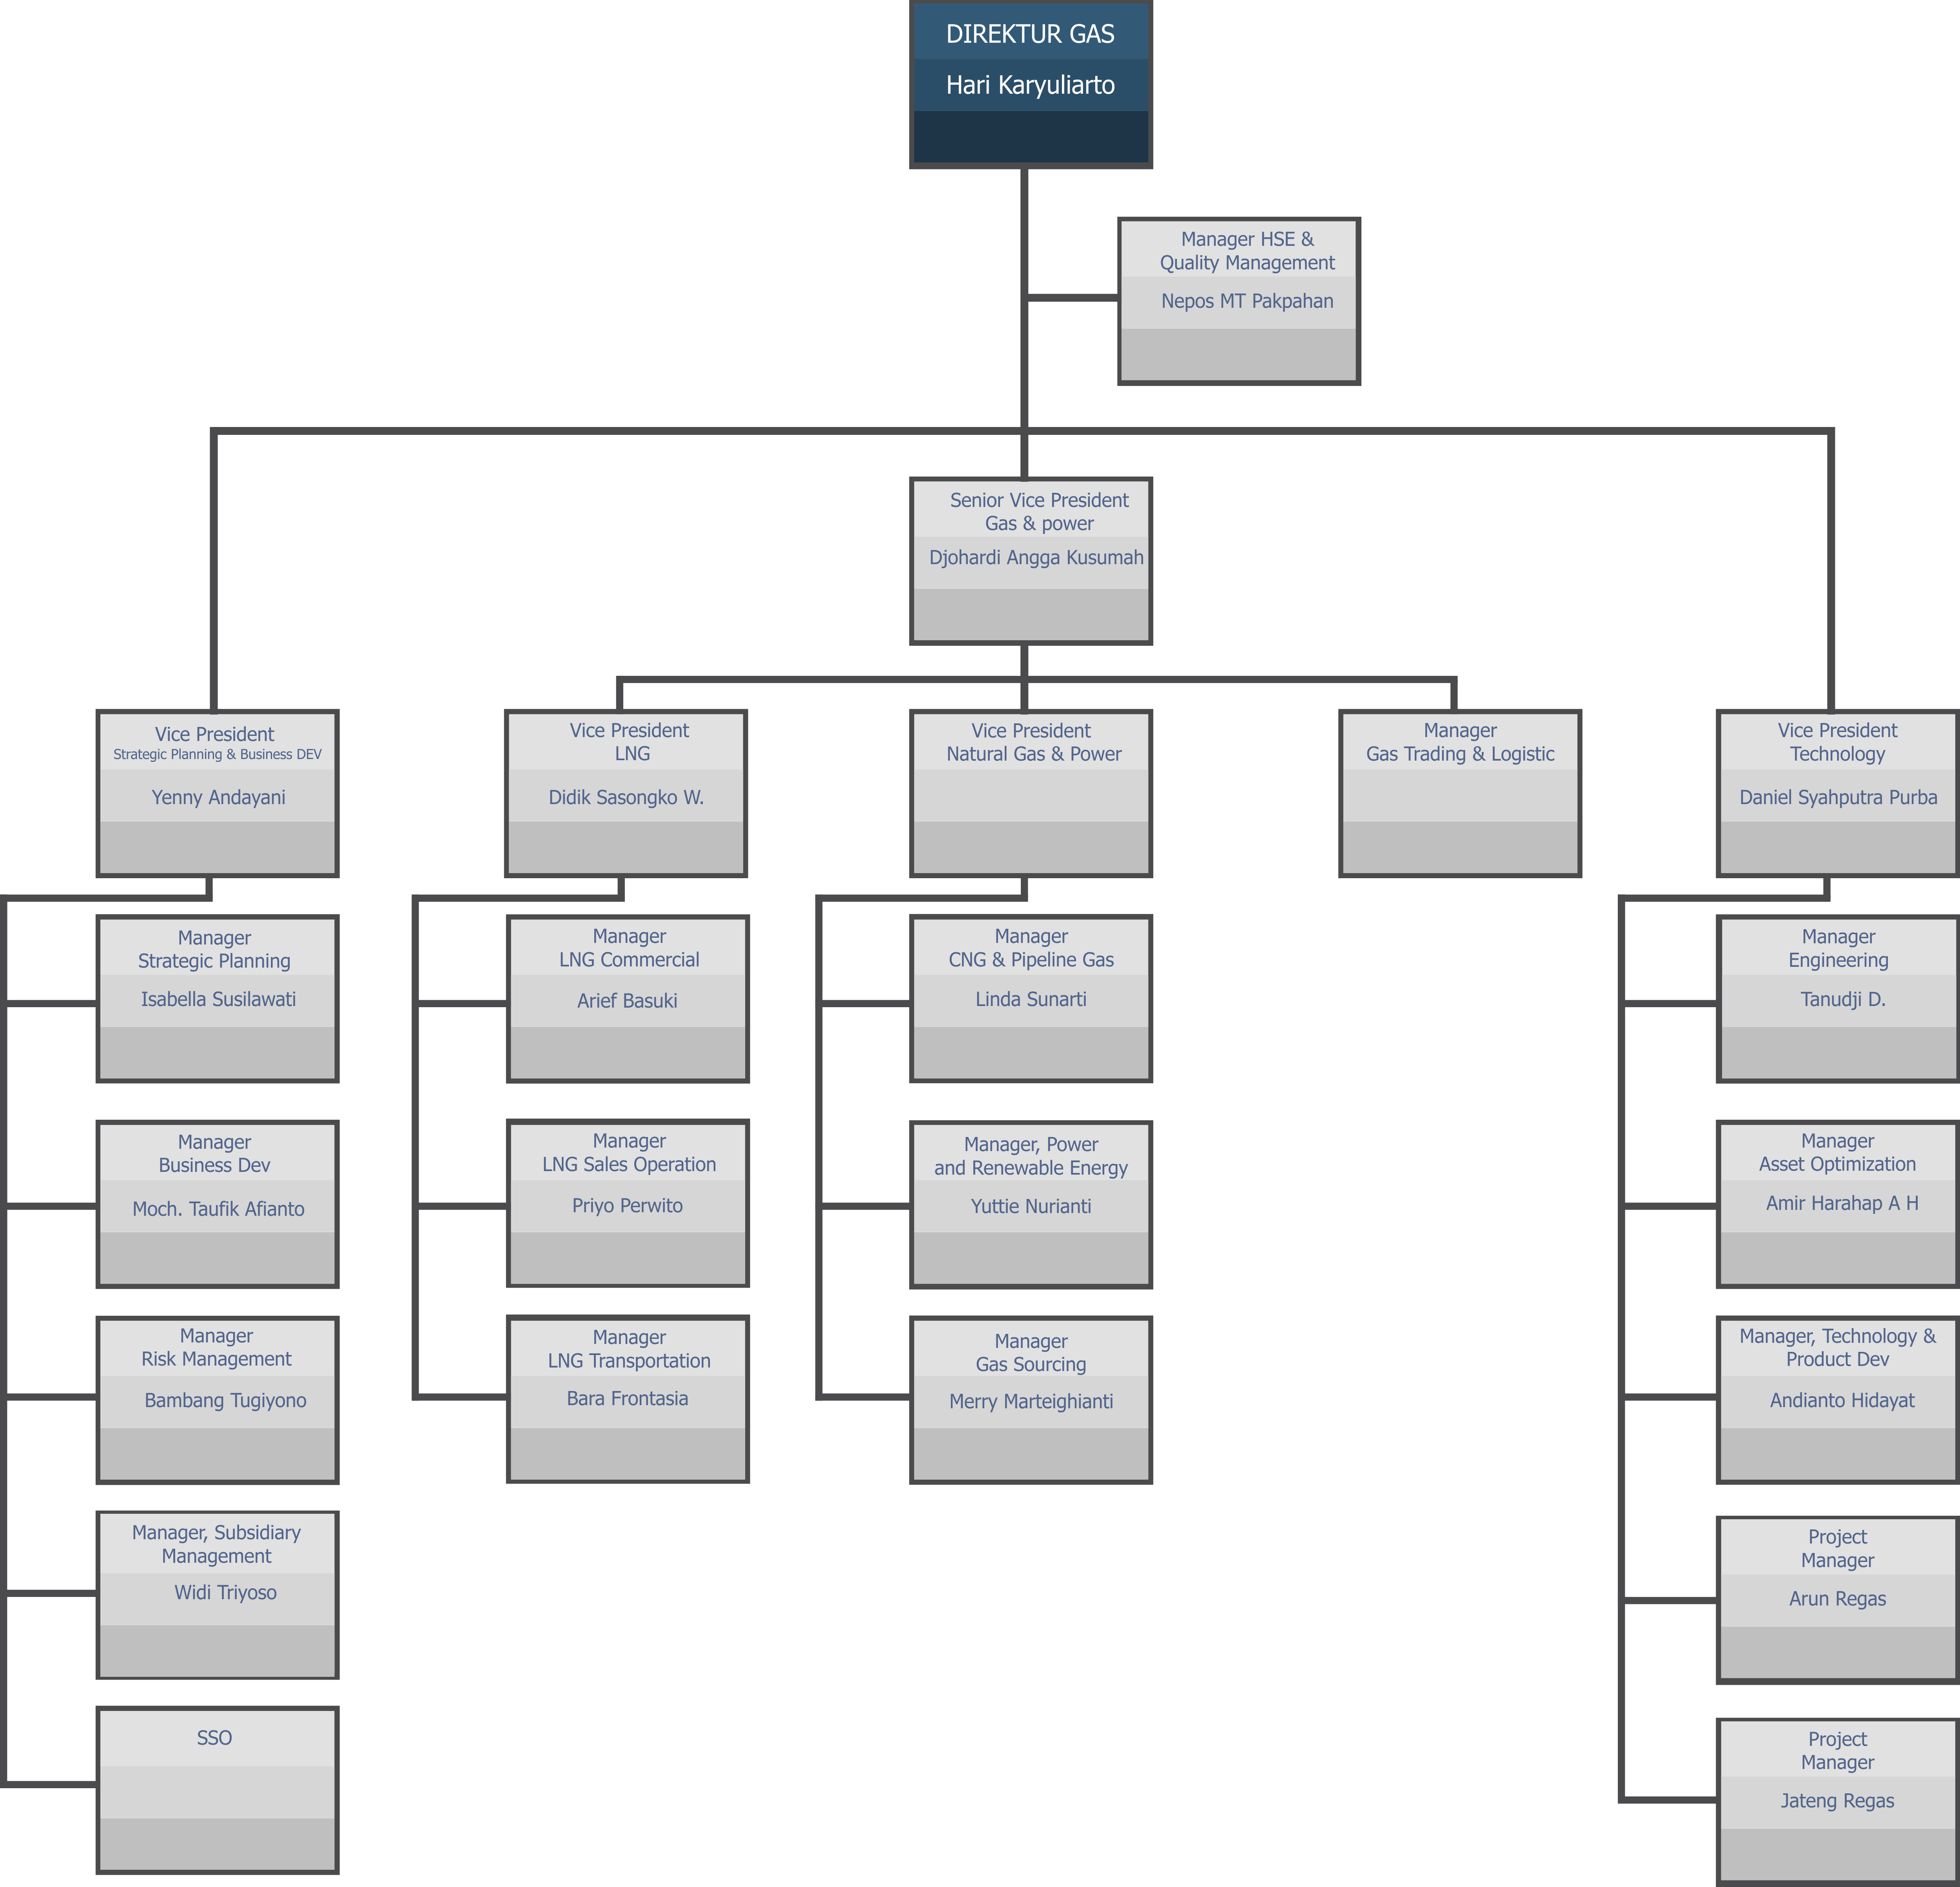 DIREKTUR GAS
Hari Karyuliarto
Manager HSE &
Quality Management
Nepos MT Pakpahan
Senior Vice President
Gas & power
Djohardi Angga Kusumah
Vice President
Strategic Planning & Business DEV
Yenny Andayani
Vice President
LNG
Didik Sasongko W.
Vice President
Natural Gas & Power
Manager
Gas Trading & Logistic
Vice President
Technology
Daniel Syahputra Purba
Manager
Strategic Planning
Isabella Susilawati
Manager
LNG Commercial
Arief Basuki
Manager
CNG & Pipeline Gas
Linda Sunarti
Manager
Engineering
Tanudji D.
Manager
Business Dev
Moch. Taufik Afianto
Manager
LNG Sales Operation
Priyo Perwito
Manager, Power
and Renewable Energy
Yuttie Nurianti
Manager
Asset Optimization
Amir Harahap A H
Manager
Risk Management
Bambang Tugiyono
Manager
LNG Transportation
Bara Frontasia
Manager
Gas Sourcing
Merry Marteighianti
Manager, Technology &
Product Dev
Andianto Hidayat
Manager, Subsidiary
Management
Widi Triyoso
Project
Manager
Arun Regas
SSO
Project
Manager
Jateng Regas